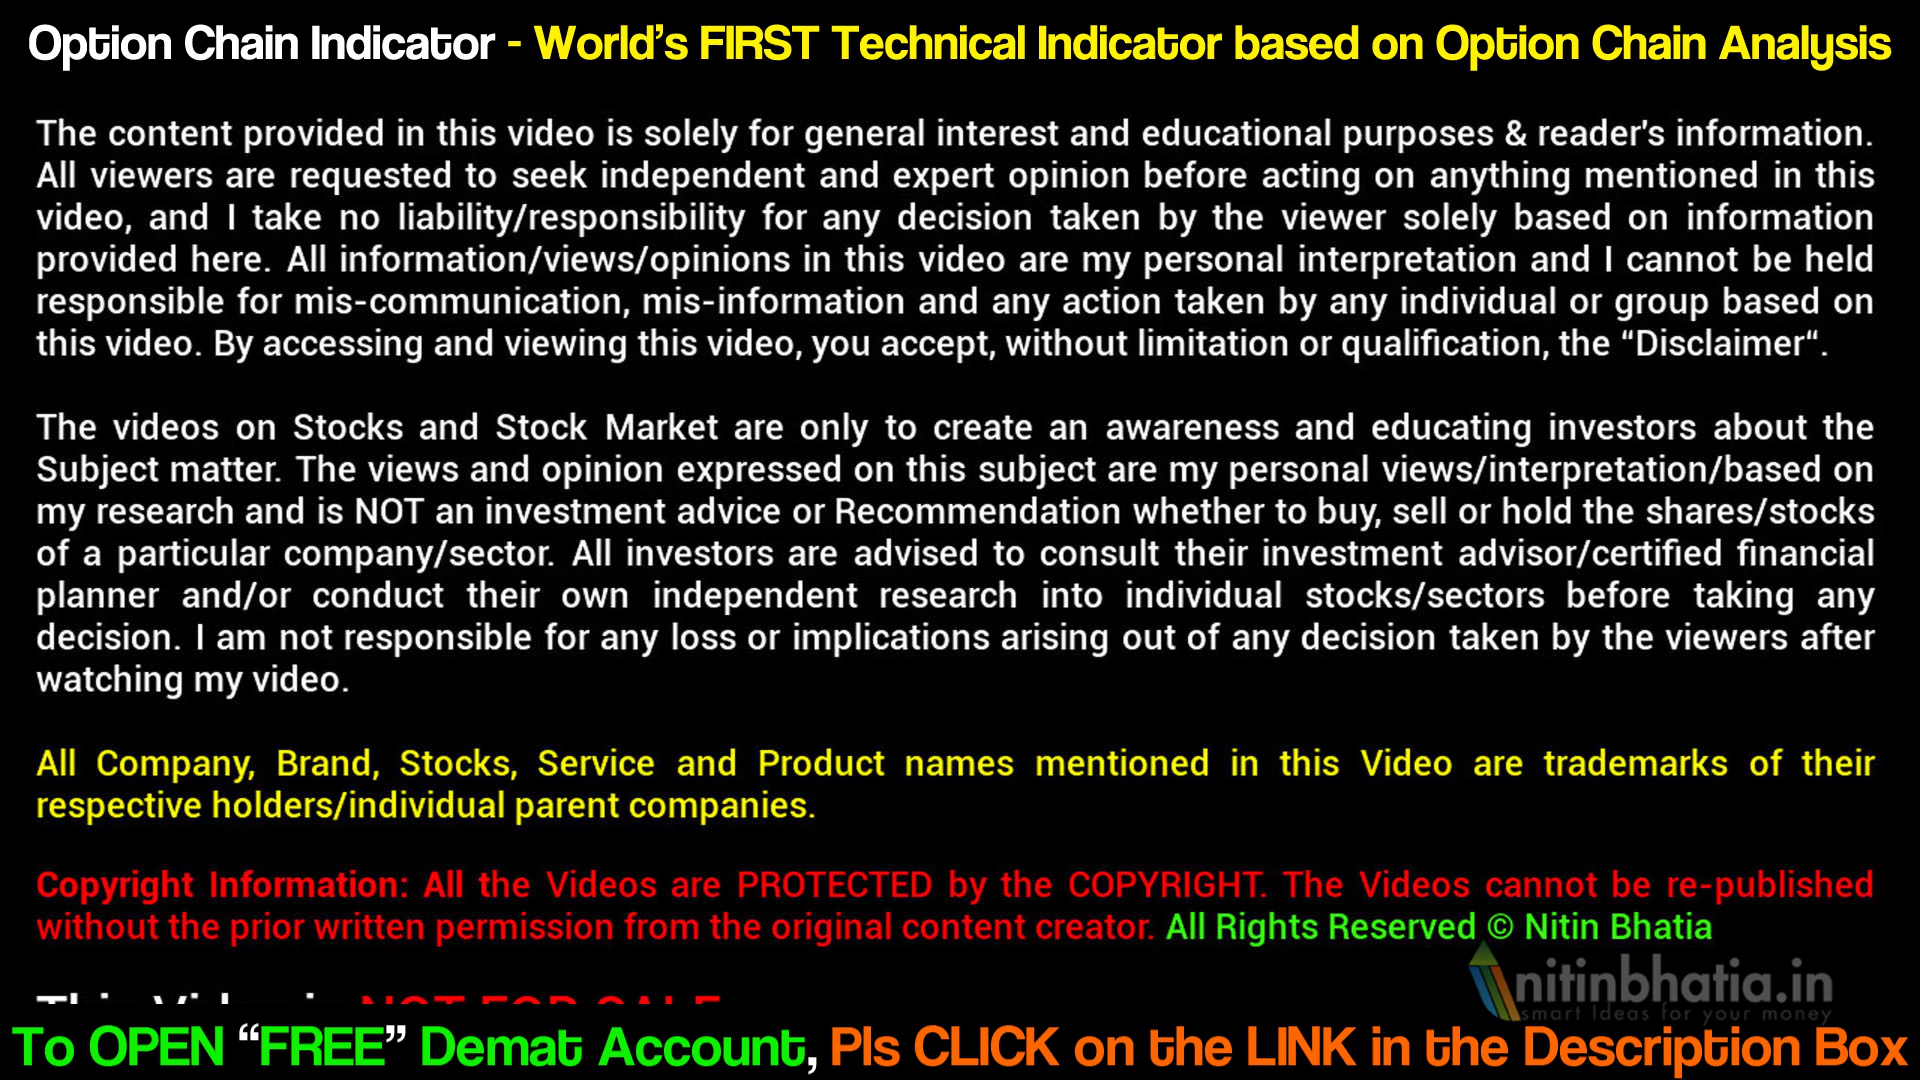 Option Chain Indicator - World's FIRST Technical Indicator based on Option Chain Analysis
The content provided in this video is solely for general interest and educational purposes & reader's information.
All viewers are requested to seek independent and expert opinion before acting on anything mentioned in this
video, and I take no liability/responsibility for any decision taken by the viewer solely based on information
provided here. All information/views/opinions in this video are my personal interpretation and I cannot be held
responsible for mis-communication, mis-information and any action taken by any individual or group based on
this video. By accessing and viewing this video, you accept, without limitation or qualification, the “Disclaimer“.
The videos on Stocks and Stock Market are only to create an awareness and educating investors about the
Subject matter. The views and opinion expressed on this subject are my personal views/interpretation/based on
my research and is NOT an investment advice or Recommendation whether to buy, sell or hold the shares/stocks
of a particular company/sector. All investors are advised to consult their investment advisor/certified financial
planner and/or conduct their own independent research into individual stocks/sectors before taking any
decision. I am not responsible for any loss or implications arising out of any decision taken by the viewers after
watching my video.
All Company, Brand, Stocks, Service and Product names mentioned in this Video are trademarks of their
respective holders/individual parent companies.
Copyright Information: All the Videos are PROTECTED by the COPYRIGHT. The Videos cannot be re-published
without the prior written permission from the original content creator. All Rights Reserved © Nitin Bhatia
This Video is NOT FOR SALE
nitinbhatia.in
smart Ideas for your money
To OPEN “FREE” Demat Account, Pls CLICK on the LINK in the Description Box